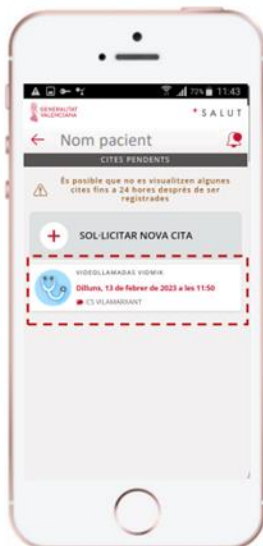 72% 11:43
GENERALITAT
VALENCIANA
SALUT
Nom pacient
CITES PENDENTS
És posible que no es visualitzen algunes
cites fins a 24 hores després de ser
registrades
SOL·LICITAR NOVA CITA
VIDEOLLAMADAS VIDMIK
Dilluns, 13 de febrer de 2023 a les 11:50
CS VILAMARXANT